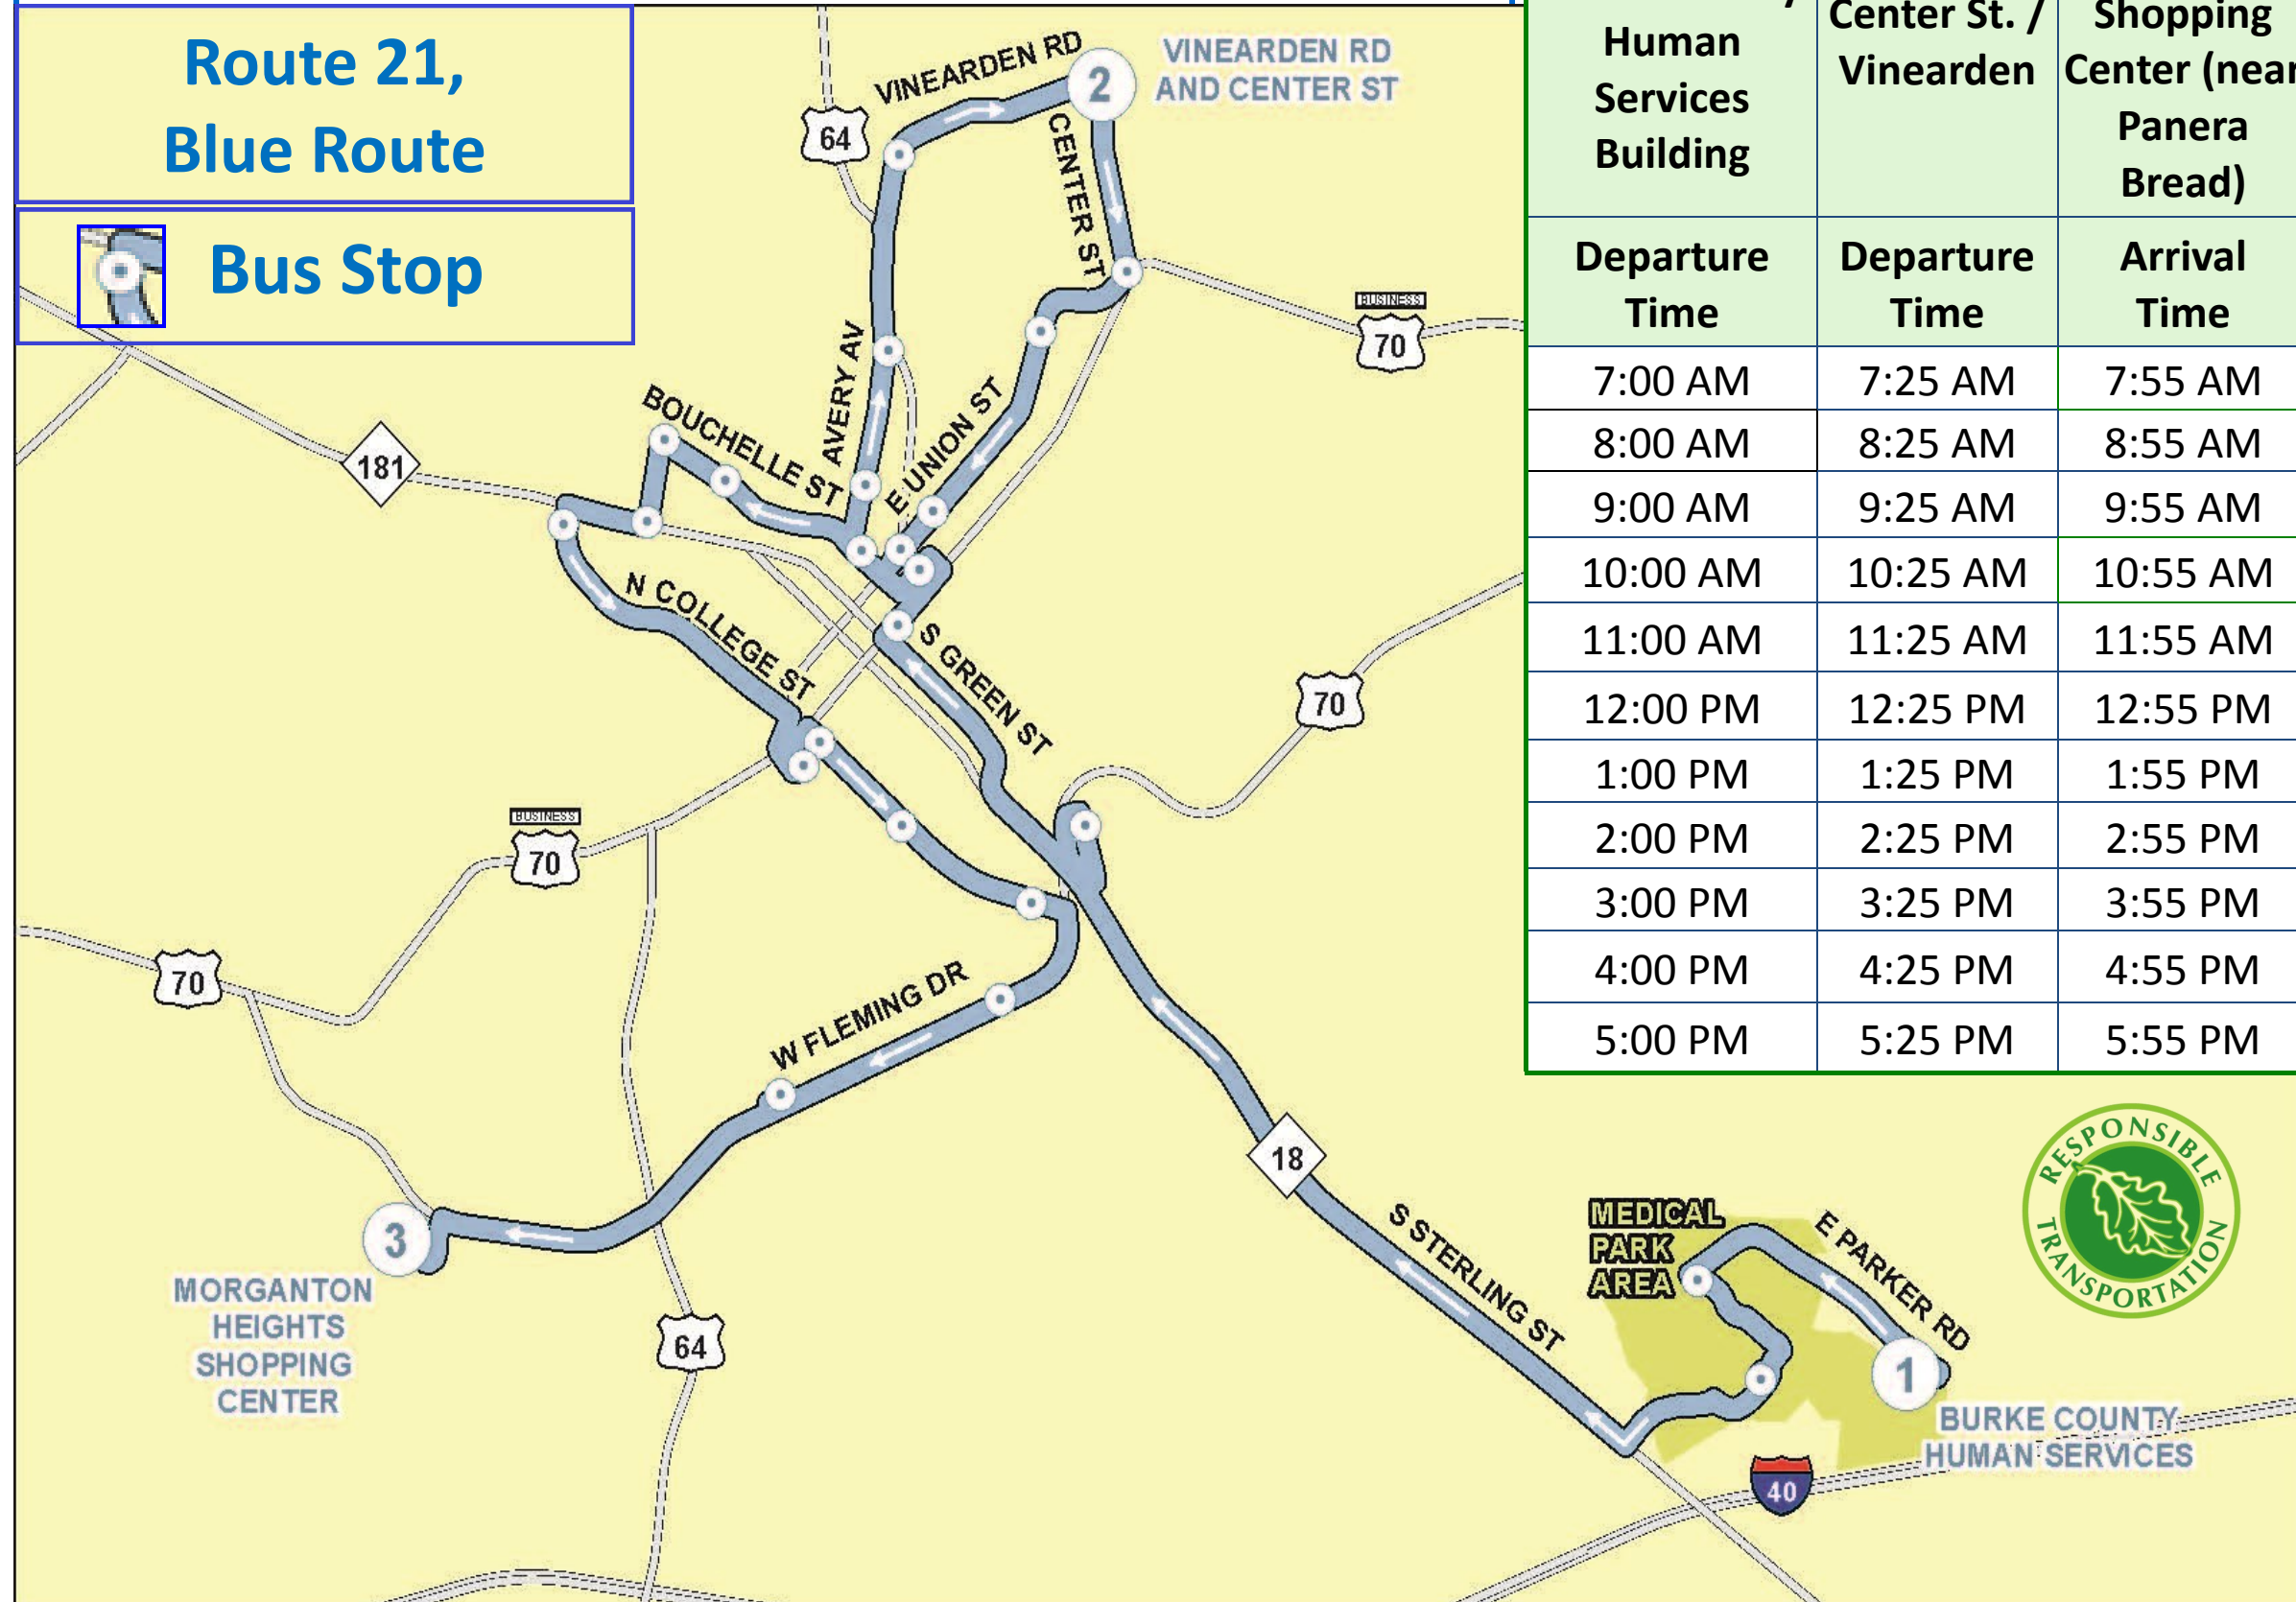 Route 21,
Blue Route
Bus Stop
Human
Services
Building
Center St. /
Vinearden
Shopping
Center (near
Panera
Bread)
Departure
Time
Departure
Time
Arrival
Time
7:00 AM 7:25 AM 7:55 AM
8:00 AM 8:25 AM 8:55 AM
9:00 AM 9:25 AM 9:55 AM
10:00 AM 10:25 AM 10:55 AM
11:00 AM 11:25 AM 11:55 AM
12:00 PM 12:25 PM 12:55 PM
1:00 PM 1:25 PM 1:55 PM
2:00 PM 2:25 PM 2:55 PM
3:00 PM 3:25 PM 3:55 PM
4:00 PM 4:25 PM 4:55 PM
5:00 PM 5:25 PM 5:55 PM
VINEARDEN RD
2
VINEARDEN RD
AND CENTER ST
64
CENTER ST
BUSINESS
70
AVERY AV
BOUCHELLE ST
E UNION ST
181
N COLLEGE ST
S GREEN ST
70
BUSINESS
70
70
W FLEMING DR
18
S STERLING ST
MEDICAL
PARK
AREA
E PARKER RD
1
BURKE COUNTY
HUMAN SERVICES
40
3
MORGANTON
HEIGHTS
SHOPPING
CENTER
64
RESPONSIBLE
TRANSPORTATION